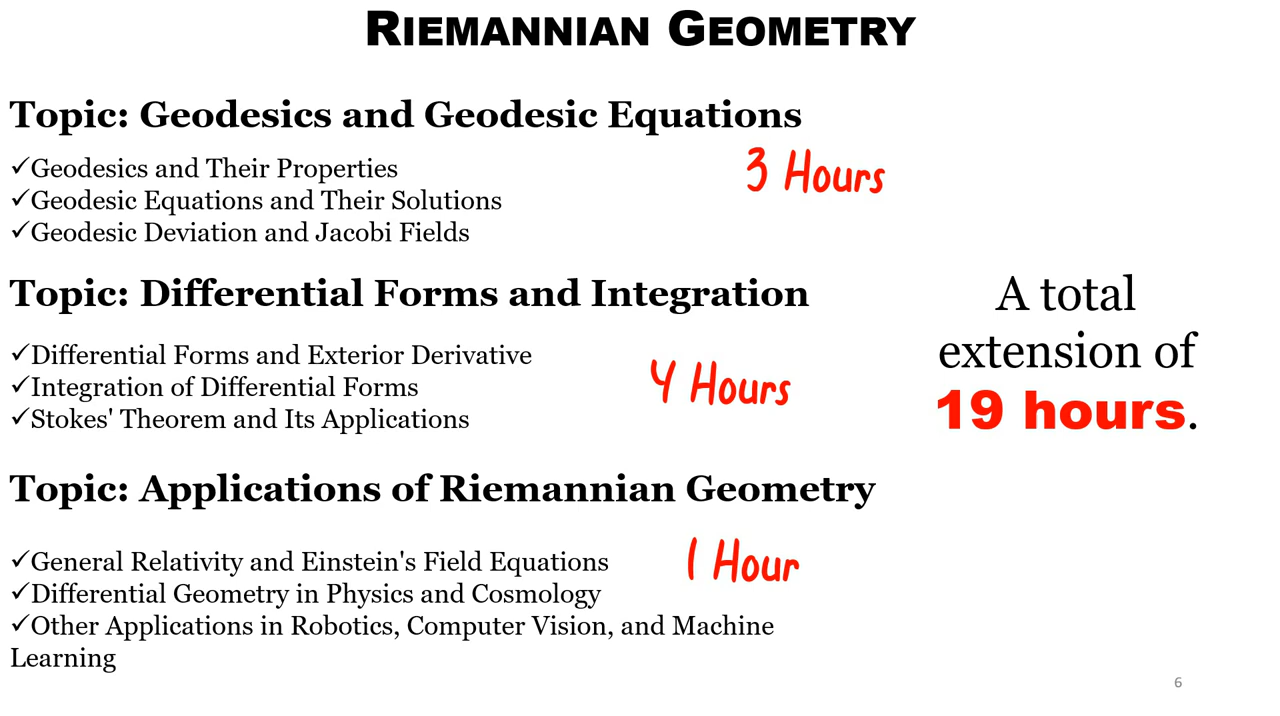 RIEMANNIAN GEOMETRY
Topic: Geodesics and Geodesic Equations
✓Geodesics and Their Properties
✓Geodesic Equations and Their Solutions
✓Geodesic Deviation and Jacobi Fields
3 Hours
Topic: Differential Forms and Integration
✓Differential Forms and Exterior Derivative
✓Integration of Differential Forms
✓Stokes' Theorem and Its Applications
4 Hours
Topic: Applications of Riemannian Geometry
✓General Relativity and Einstein's Field Equations
✓Differential Geometry in Physics and Cosmology
✓Other Applications in Robotics, Computer Vision, and Machine
Learning
1 Hour
A total
extension of
19 hours.
6